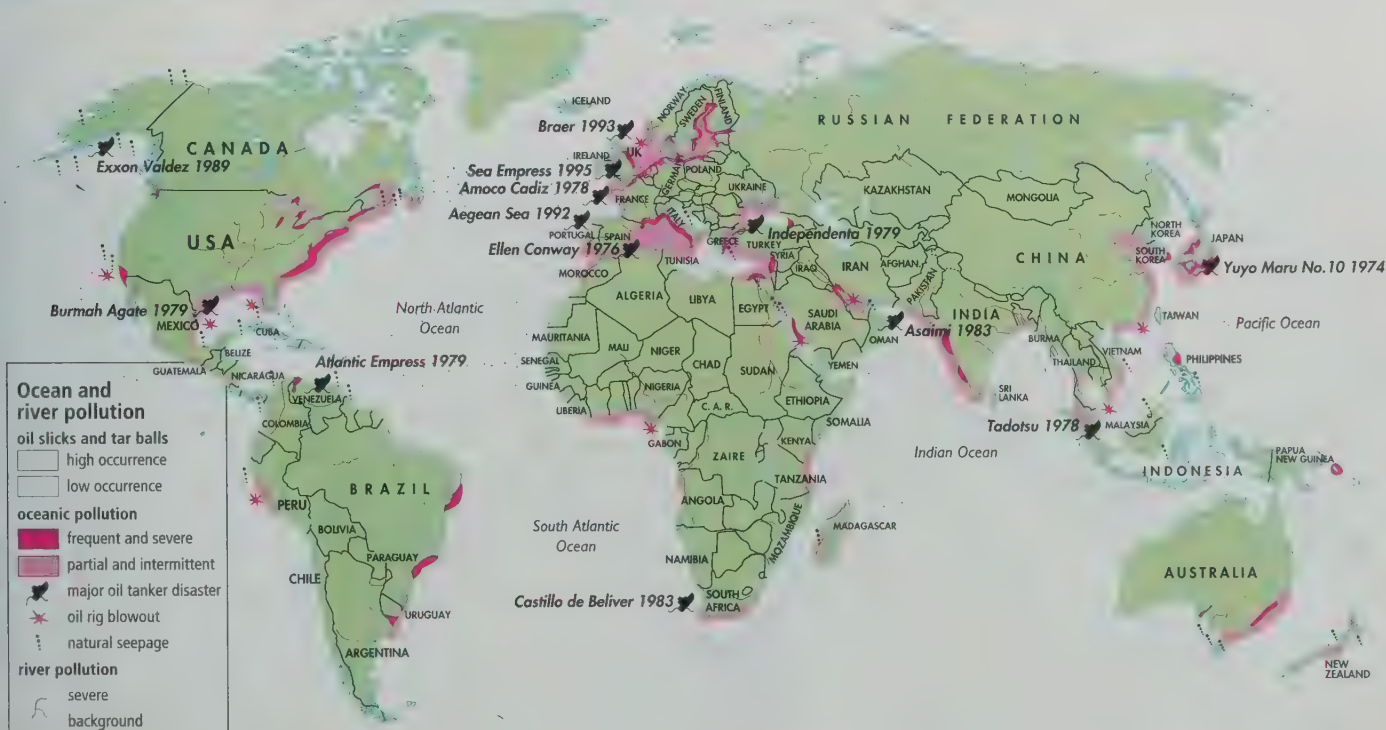 ICELAND
NORWAY
SWEDEN
FINLAND
RUSSIAN FEDERATION
Braer 1993
CANADA
Exxon Valdez 1989
IRELAND
UK
Sea Empress 1995
POLAND
GERMANY
Amoco Cadiz 1978
UKRAINE
KAZAKHSTAN
MONGOLIA
FRANCE
Aegean Sea 1992
ITALY
Independenta 1979
NORTH
KOREA
JAPAN
USA
PORTUGAL
SPAIN
GREECE
TURKEY
Ellen Conway 1976
SYRIA
CHINA
SOUTH
KOREA
Yuyo Maru No.10 1974
TUNISIA
IRAQ
IRAN
AFGHAN.
MOROCCO
PAKISTAN
ALGERIA
LIBYA
EGYPT
Burmah Agate 1979
North Atlantic
Ocean
SAUDI
ARABIA
INDIA
TAIWAN
Pacific Ocean
MEXICO
CUBA
Asaimi 1983
OMAN
BURMA
MAURITANIA
BELIZE
MALI
NIGER
VIETNAM
PHILIPPINES
Atlantic Empress 1979
SENEGAL
CHAD
YEMEN
THAILAND
GUATEMALA
NICARAGUA
SUDAN
GUINEA
NIGERIA
SRI
LANKA
VENEZUELA
ETHIOPIA
LIBERIA
C.A.R.
COLOMBIA
SOMALIA
Tadotsu 1978
MALAYSIA
GABON
KENYA
Indian Ocean
ZAIRE
PAPUA
NEW GUINEA
INDONESIA
TANZANIA
BRAZIL
PERU
ANGOLA
South Atlantic
Ocean
MADAGASCAR
BOLIVIA
MOZAMBIQUE
PARAGUAY
NAMIBIA
AUSTRALIA
CHILE
SOUTH
AFRICA
Castillo de Beliver 1983
URUGUAY
ARGENTINA
NEW
ZEALAND
Ocean and
river pollution
oil slicks and tar balls
high occurrence
low occurrence
oceanic pollution
frequent and severe
partial and intermittent
major oil tanker disaster
oil rig blowout
natural seepage
river pollution
severe
background